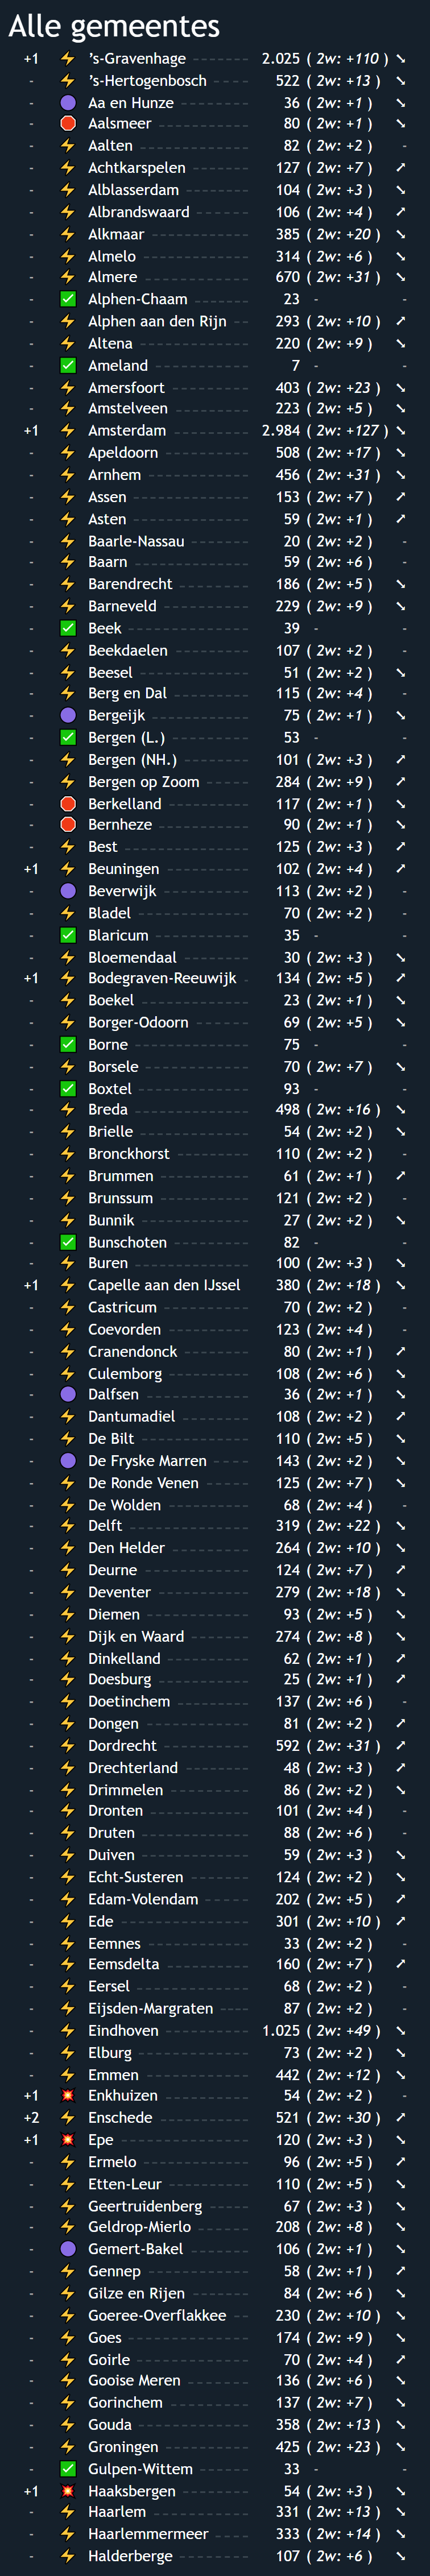 Alle gemeentes
+1 ⚡ ’s-Gravenhage 2.025 ( 2w: +110 ) ➘
- ⚡ ’s-Hertogenbosch 522 ( 2w: +13 ) ➘
- 🟣 Aa en Hunze 36 ( 2w: +1 ) ➘
- 🛑 Aalsmeer 80 ( 2w: +1 ) ➘
- ⚡ Aalten 82 ( 2w: +2 ) -
- ⚡ Achtkarspelen 127 ( 2w: +7 ) ➚
- ⚡ Alblasserdam 104 ( 2w: +3 ) ➘
- ⚡ Albrandswaard 106 ( 2w: +4 ) ➚
- ⚡ Alkmaar 385 ( 2w: +20 ) ➘
- ⚡ Almelo 314 ( 2w: +6 ) ➘
- ⚡ Almere 670 ( 2w: +31 ) ➘
- ✅ Alphen-Chaam 23 - -
- ⚡ Alphen aan den Rijn 293 ( 2w: +10 ) ➚
- ⚡ Altena 220 ( 2w: +9 ) ➘
- ✅ Ameland 7 - -
- ⚡ Amersfoort 403 ( 2w: +23 ) ➘
- ⚡ Amstelveen 223 ( 2w: +5 ) ➘
+1 ⚡ Amsterdam 2.984 ( 2w: +127 ) ➘
- ⚡ Apeldoorn 508 ( 2w: +17 ) ➘
- ⚡ Arnhem 456 ( 2w: +31 ) ➘
- ⚡ Assen 153 ( 2w: +7 ) ➚
- ⚡ Asten 59 ( 2w: +1 ) ➚
- ⚡ Baarle-Nassau 20 ( 2w: +2 ) -
- ⚡ Baarn 59 ( 2w: +6 ) -
- ⚡ Barendrecht 186 ( 2w: +5 ) ➘
- ⚡ Barneveld 229 ( 2w: +9 ) ➘
- ✅ Beek 39 - -
- ⚡ Beekdaelen 107 ( 2w: +2 ) -
- ⚡ Beesel 51 ( 2w: +2 ) ➘
- ⚡ Berg en Dal 115 ( 2w: +4 ) -
- 🟣 Bergeijk 75 ( 2w: +1 ) ➘
- ✅ Bergen (L.) 53 - -
- ⚡ Bergen (NH.) 101 ( 2w: +3 ) ➚
- ⚡ Bergen op Zoom 284 ( 2w: +9 ) ➚
- 🛑 Berkelland 117 ( 2w: +1 ) ➘
- 🛑 Bernheze 90 ( 2w: +1 ) ➘
- ⚡ Best 125 ( 2w: +3 ) ➚
+1 ⚡ Beuningen 102 ( 2w: +4 ) ➚
- 🟣 Beverwijk 113 ( 2w: +2 ) -
- ⚡ Bladel 70 ( 2w: +2 ) -
- ✅ Blaricum 35 - -
- ⚡ Bloemendaal 30 ( 2w: +3 ) ➘
+1 ⚡ Bodegraven-Reeuwijk 134 ( 2w: +5 ) ➚
- ⚡ Boekel 23 ( 2w: +1 ) ➘
- ⚡ Borger-Odoorn 69 ( 2w: +5 ) ➘
- ✅ Borne 75 - -
- ⚡ Borsele 70 ( 2w: +7 ) ➘
- ✅ Boxtel 93 - -
- ⚡ Breda 498 ( 2w: +16 ) ➘
- ⚡ Brielle 54 ( 2w: +2 ) ➘
- ⚡ Bronckhorst 110 ( 2w: +2 ) -
- ⚡ Brummen 61 ( 2w: +1 ) ➚
- ⚡ Brunssum 121 ( 2w: +2 ) -
- ⚡ Bunnik 27 ( 2w: +2 ) ➘
- ✅ Bunschoten 82 - -
- ⚡ Buren 100 ( 2w: +3 ) ➘
+1 ⚡ Capelle aan den IJssel 380 ( 2w: +18 ) ➘
- ⚡ Castricum 70 ( 2w: +2 ) -
- ⚡ Coevorden 123 ( 2w: +4 ) -
- ⚡ Cranendonck 80 ( 2w: +1 ) ➚
- ⚡ Culemborg 108 ( 2w: +6 ) ➘
- 🟣 Dalfsen 36 ( 2w: +1 ) ➘
- ⚡ Dantumadiel 108 ( 2w: +2 ) ➚
- ⚡ De Bilt 110 ( 2w: +5 ) ➘
- 🟣 De Fryske Marren 143 ( 2w: +2 ) ➘
- ⚡ De Ronde Venen 125 ( 2w: +7 ) ➘
- ⚡ De Wolden 68 ( 2w: +4 ) -
- ⚡ Delft 319 ( 2w: +22 ) ➘
- ⚡ Den Helder 264 ( 2w: +10 ) ➘
- ⚡ Deurne 124 ( 2w: +7 ) ➚
- ⚡ Deventer 279 ( 2w: +18 ) ➘
- ⚡ Diemen 93 ( 2w: +5 ) ➘
- ⚡ Dijk en Waard 274 ( 2w: +8 ) ➘
- ⚡ Dinkelland 62 ( 2w: +1 ) ➚
- ⚡ Doesburg 25 ( 2w: +1 ) ➚
- ⚡ Doetinchem 137 ( 2w: +6 ) -
- ⚡ Dongen 81 ( 2w: +2 ) ➚
- ⚡ Dordrecht 592 ( 2w: +31 ) ➚
- ⚡ Drechterland 48 ( 2w: +3 ) ➚
- ⚡ Drimmelen 86 ( 2w: +2 ) ➘
- ⚡ Dronten 101 ( 2w: +4 ) -
- ⚡ Druten 88 ( 2w: +6 ) -
- ⚡ Duiven 59 ( 2w: +3 ) ➘
- ⚡ Echt-Susteren 124 ( 2w: +2 ) ➘
- ⚡ Edam-Volendam 202 ( 2w: +5 ) ➚
- ⚡ Ede 301 ( 2w: +10 ) ➚
- ⚡ Eemnes 33 ( 2w: +2 ) -
- ⚡ Eemsdelta 160 ( 2w: +7 ) ➚
- ⚡ Eersel 68 ( 2w: +2 ) -
- ⚡ Eijsden-Margraten 87 ( 2w: +2 ) -
- ⚡ Eindhoven 1.025 ( 2w: +49 ) ➘
- ⚡ Elburg 73 ( 2w: +2 ) ➘
- ⚡ Emmen 442 ( 2w: +12 ) ➘
+1 💥 Enkhuizen 54 ( 2w: +2 ) -
+2 ⚡ Enschede 521 ( 2w: +30 ) ➚
+1 💥 Epe 120 ( 2w: +3 ) ➘
- ⚡ Ermelo 96 ( 2w: +5 ) ➚
- ⚡ Etten-Leur 110 ( 2w: +5 ) ➘
- ⚡ Geertruidenberg 67 ( 2w: +3 ) ➘
- ⚡ Geldrop-Mierlo 208 ( 2w: +8 ) ➘
- 🟣 Gemert-Bakel 106 ( 2w: +1 ) ➘
- ⚡ Gennep 58 ( 2w: +1 ) ➚
- ⚡ Gilze en Rijen 84 ( 2w: +6 ) ➘
- ⚡ Goeree-Overflakkee 230 ( 2w: +10 ) ➘
- ⚡ Goes 174 ( 2w: +9 ) ➘
- ⚡ Goirle 70 ( 2w: +4 ) ➚
- ⚡ Gooise Meren 136 ( 2w: +6 ) ➘
- ⚡ Gorinchem 137 ( 2w: +7 ) ➘
- ⚡ Gouda 358 ( 2w: +13 ) ➘
- ⚡ Groningen 425 ( 2w: +23 ) ➘
- ✅ Gulpen-Wittem 33 - -
+1 💥 Haaksbergen 54 ( 2w: +3 ) ➘
- ⚡ Haarlem 331 ( 2w: +13 ) ➘
- ⚡ Haarlemmermeer 333 ( 2w: +14 ) ➘
- ⚡ Halderberge 107 ( 2w: +6 ) ➘